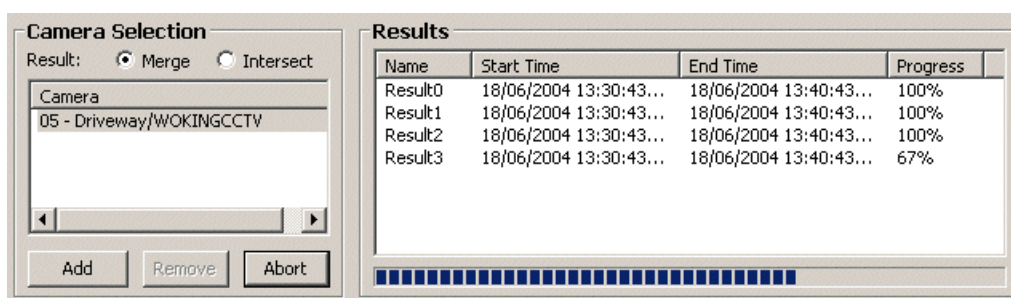 Camera Selection
Result: Merge Intersect
Camera
05 - Driveway/WOKINGCCTV
Add Remove Abort
Results
Name Start Time End Time Progress
Result0 18/06/2004 13:30:43... 18/06/2004 13:40:43... 100%
Result1 18/06/2004 13:30:43... 18/06/2004 13:40:43... 100%
Result2 18/06/2004 13:30:43... 18/06/2004 13:40:43... 100%
Result3 18/06/2004 13:30:43... 18/06/2004 13:40:43... 67%